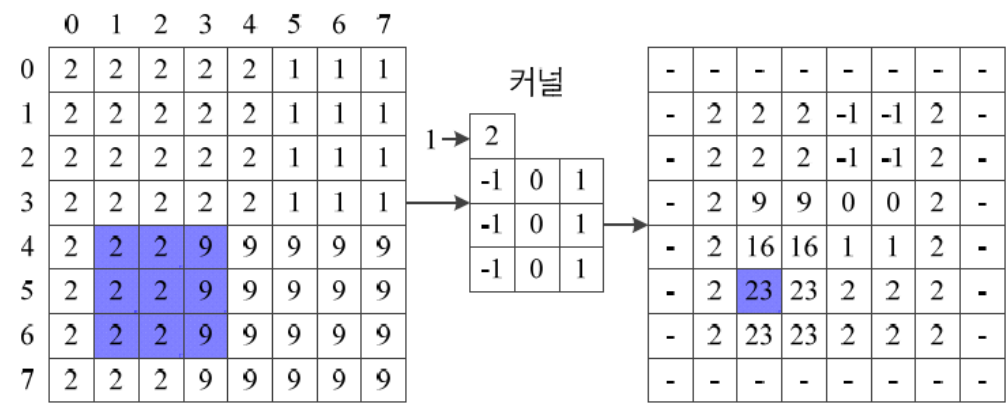 0 1 2 3 4 5 6 7
0 2 2 2 2 2 1 1 1
1 2 2 2 2 2 1 1 1
2 2 2 2 2 2 1 1 1
3 2 2 2 2 2 1 1 1
4 2 2 2 9 9 9 9 9
5 2 2 2 9 9 9 9 9
6 2 2 2 9 9 9 9 9
7 2 2 2 9 9 9 9 9
커널
1 2
-1 0 1
-1 0 1
-1 0 1
- - - - - - - -
- 2 2 2 -1 -1 2 -
- 2 2 2 -1 -1 2 -
- 2 9 9 0 0 2 -
- 2 16 16 1 1 2 -
- 2 23 23 2 2 2 -
- 2 23 23 2 2 2 -
- - - - - - - -